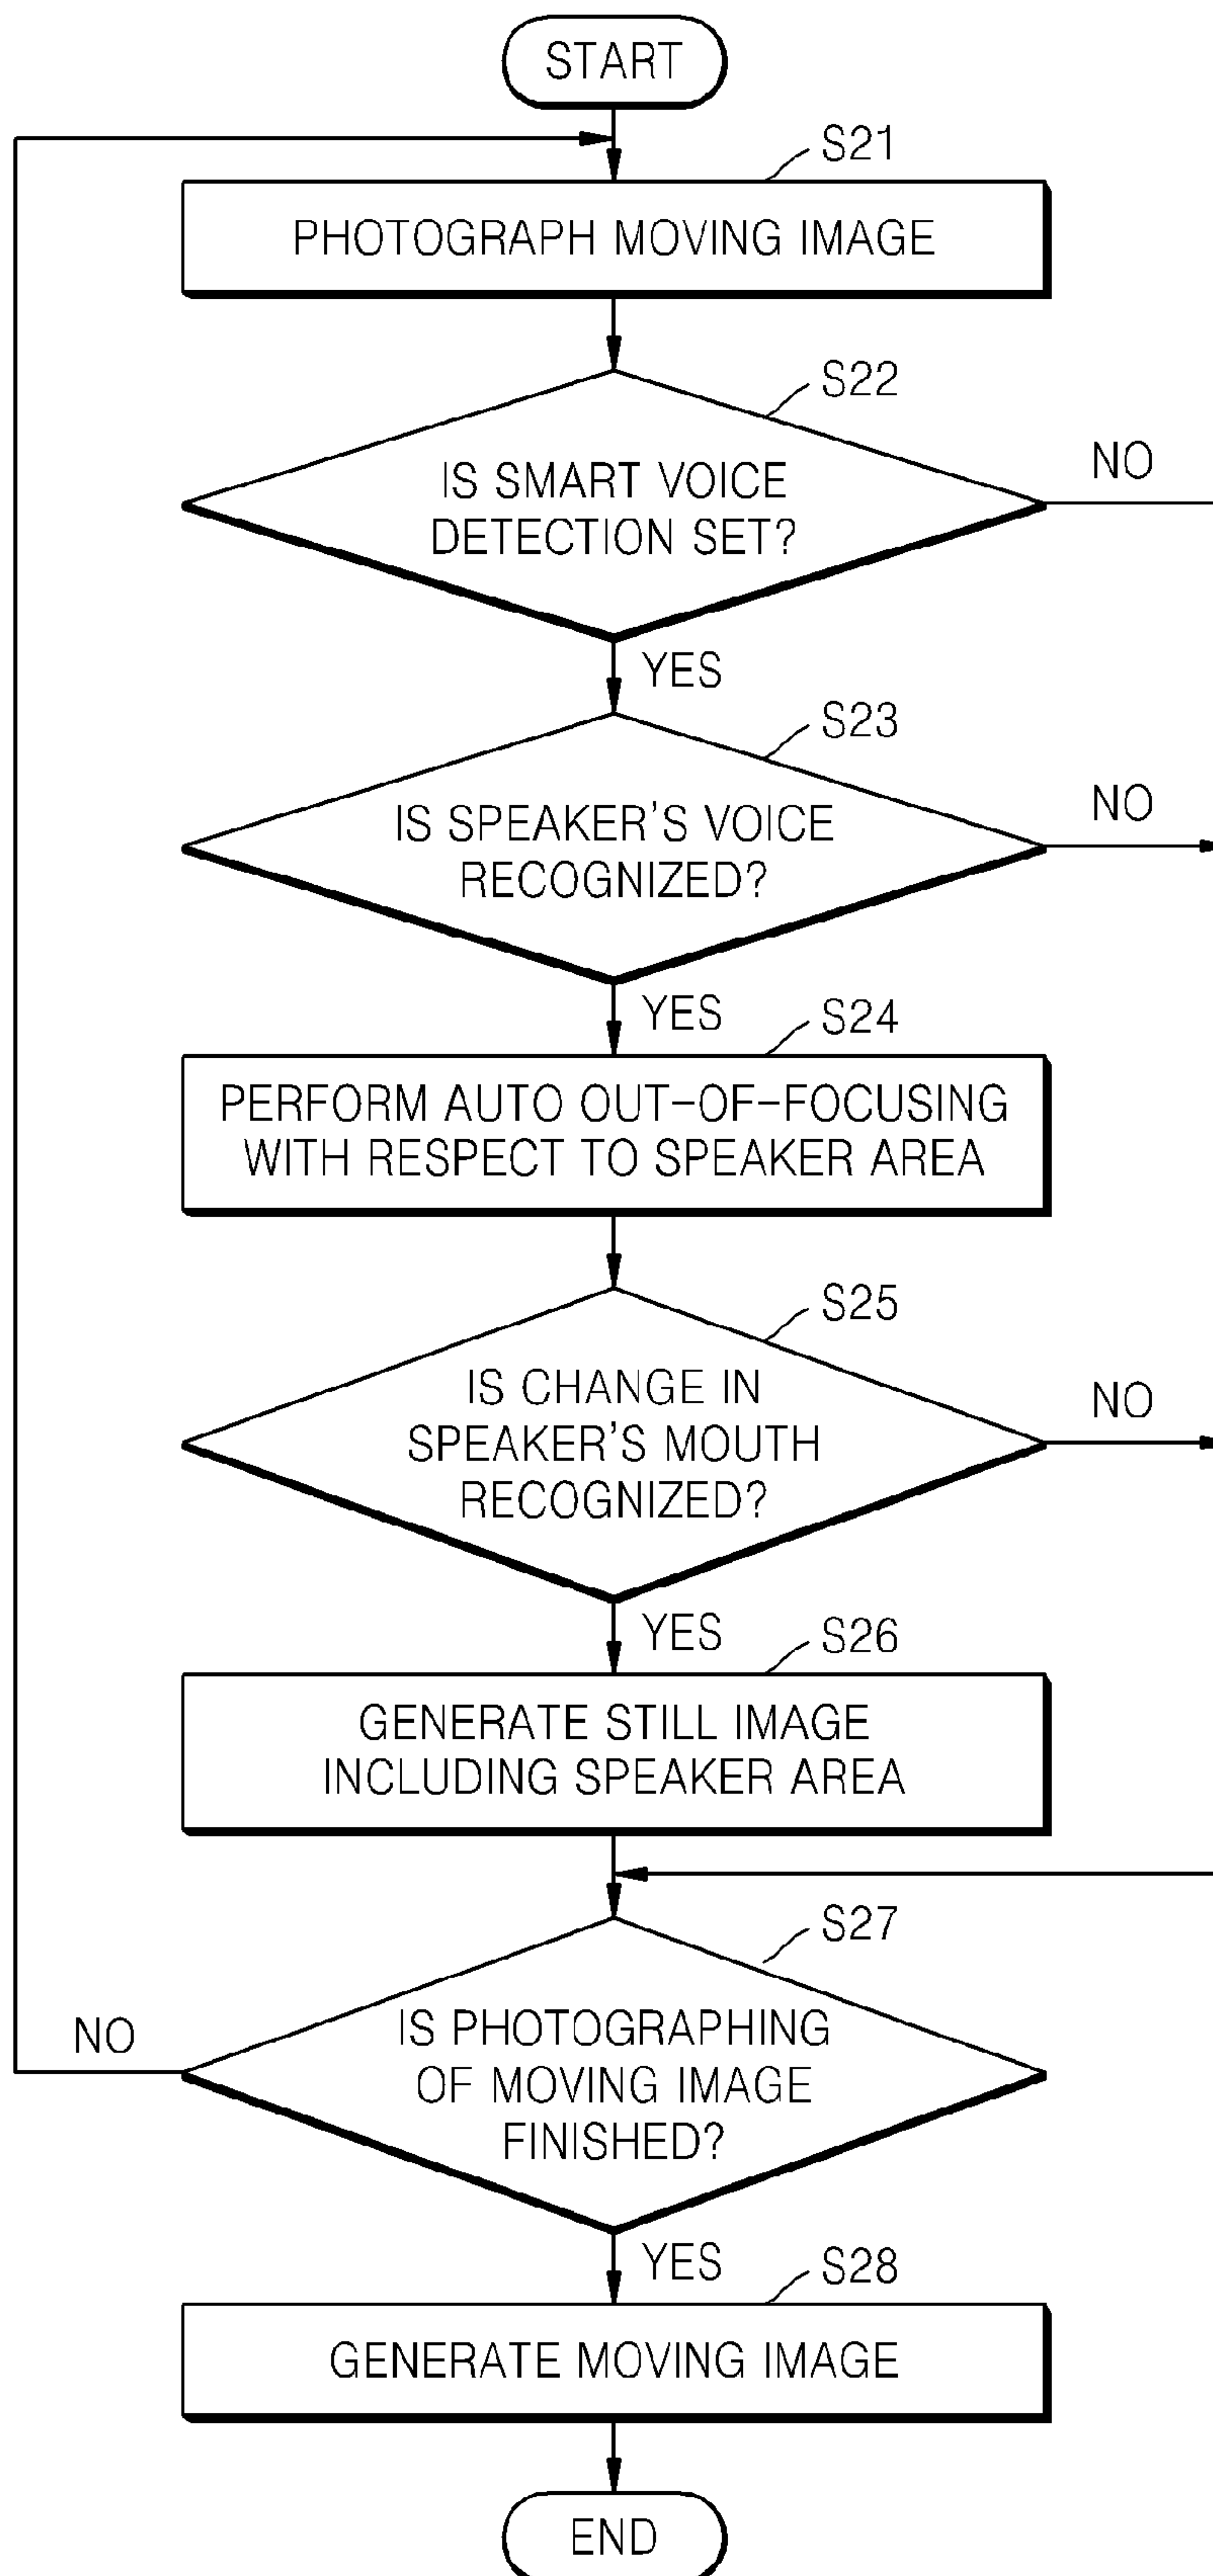 START
S21
PHOTOGRAPH MOVING IMAGE
S22
IS SMART VOICE
DETECTION SET?
NO
YES
S23
IS SPEAKER'S VOICE
RECOGNIZED?
NO
YES
S24
PERFORM AUTO OUT-OF-FOCUSING
WITH RESPECT TO SPEAKER AREA
S25
IS CHANGE IN
SPEAKER'S MOUTH
RECOGNIZED?
NO
YES
S26
GENERATE STILL IMAGE
INCLUDING SPEAKER AREA
S27
IS PHOTOGRAPHING
OF MOVING IMAGE
FINISHED?
NO
YES
S28
GENERATE MOVING IMAGE
END